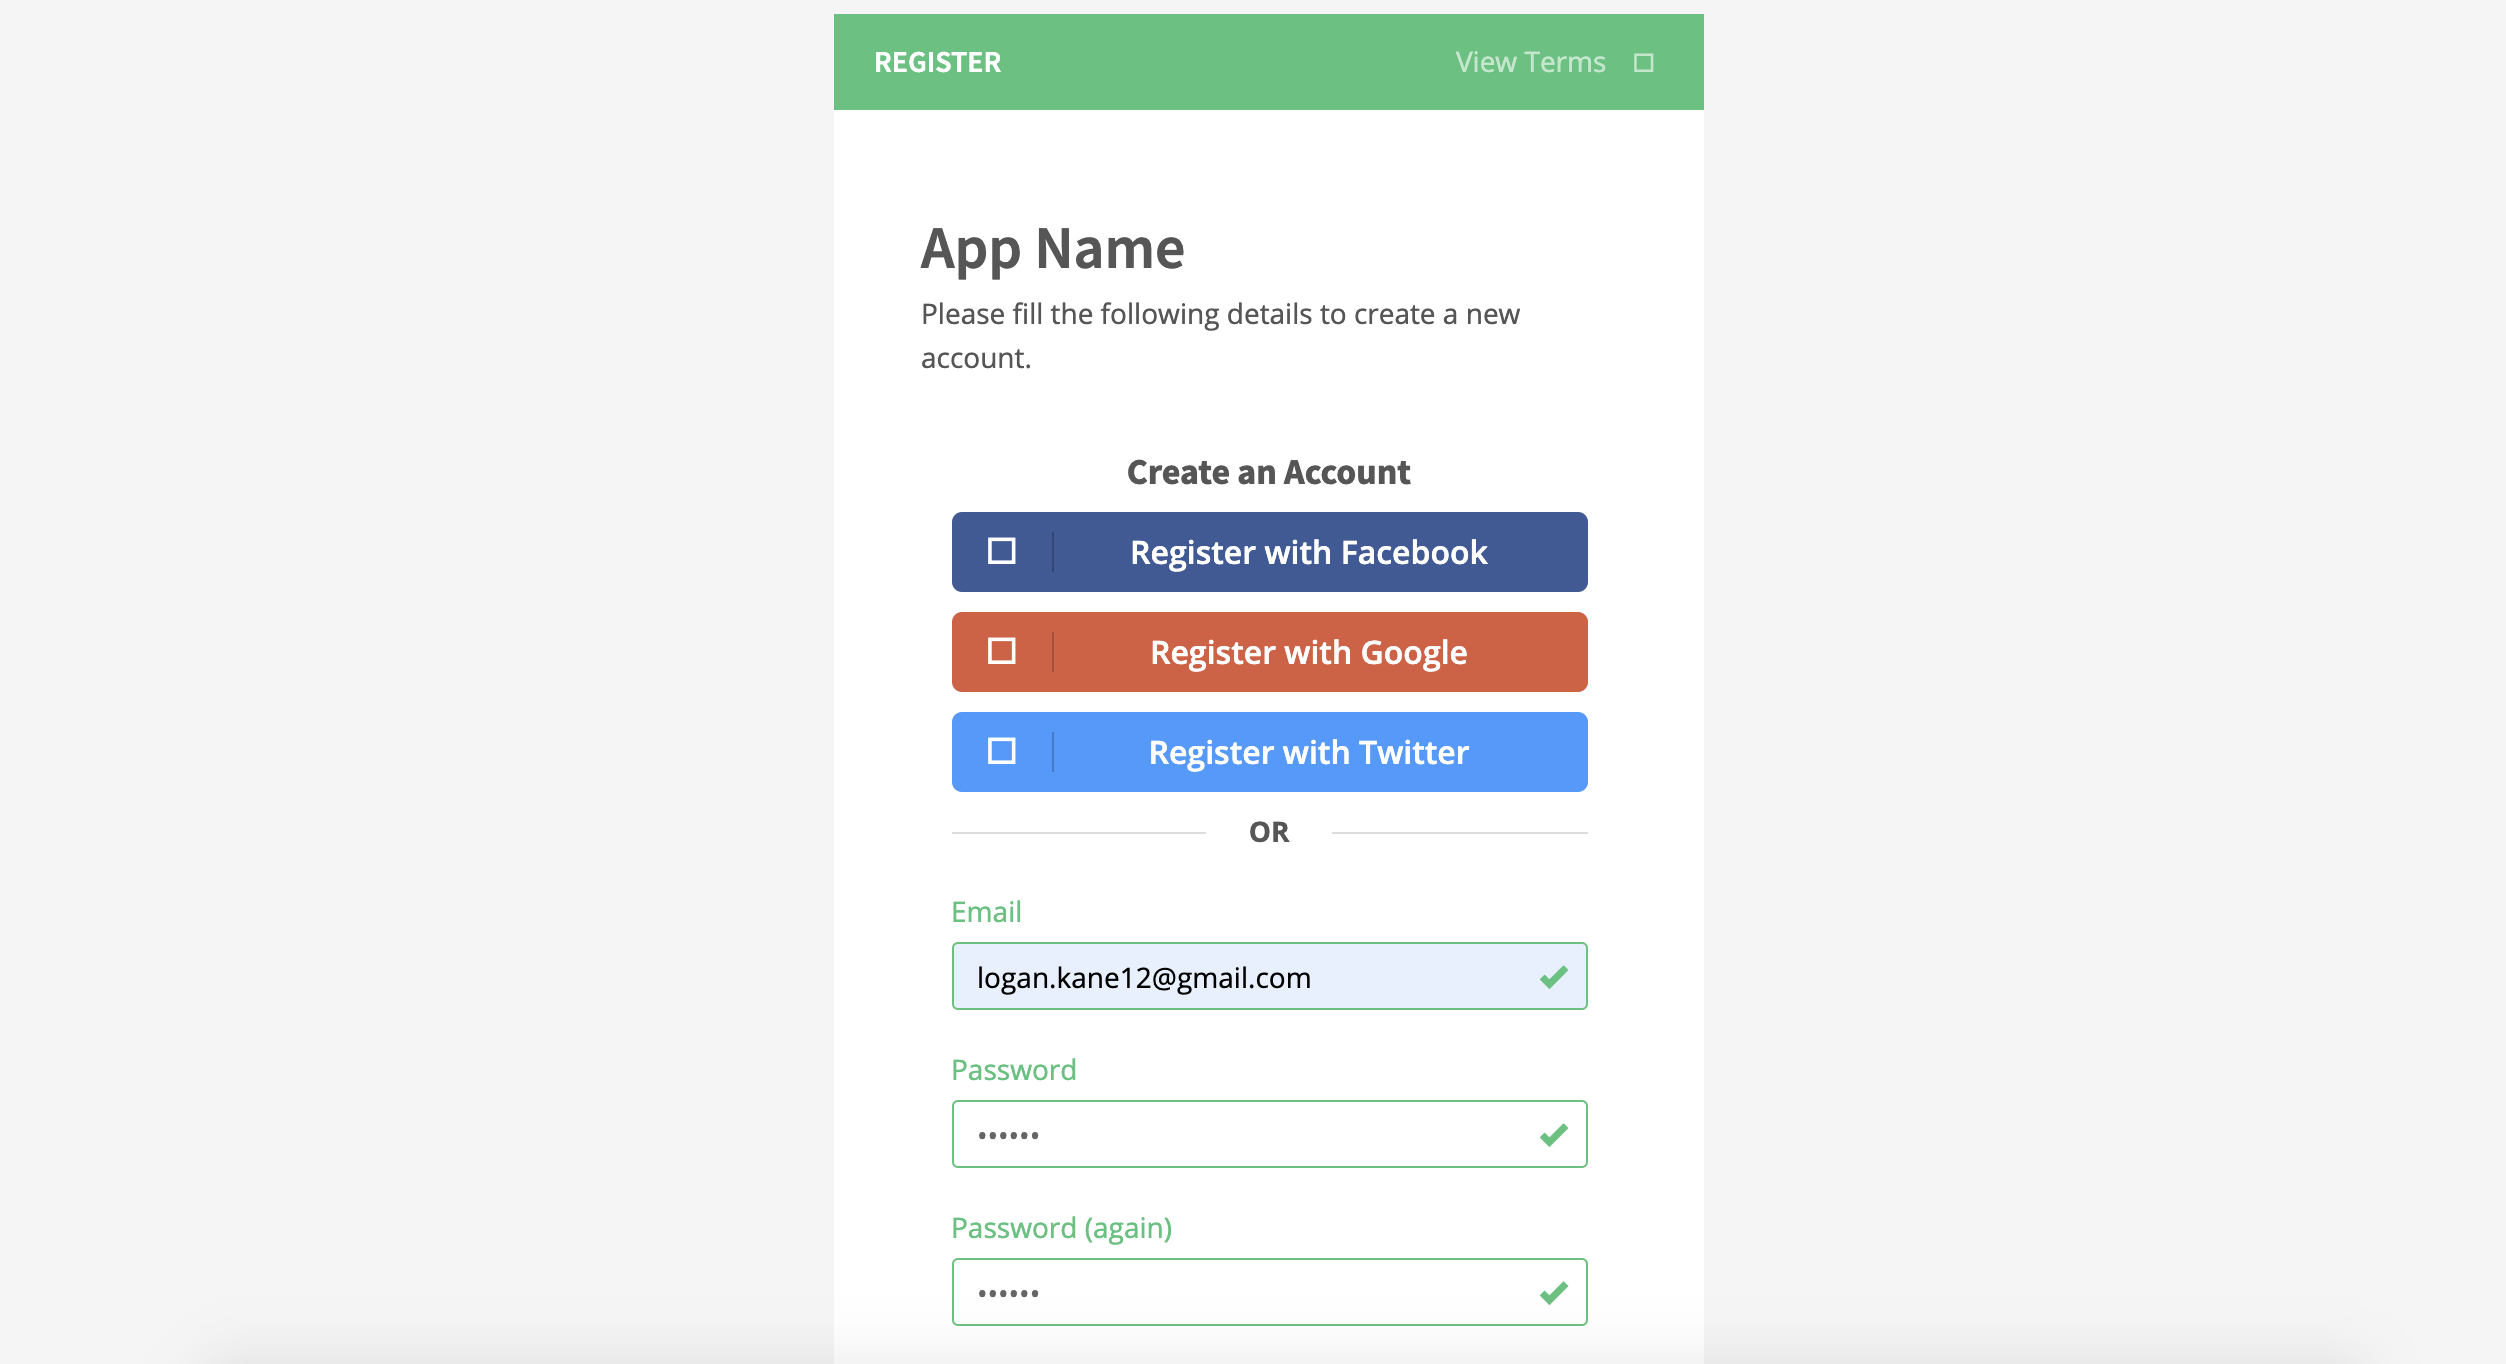 REGISTER
View Terms
App Name
Please fill the following details to create a new
account.
Create an Account
Register with Facebook
Register with Google
Register with Twitter
OR
Email
logan.kane12@gmail.com
Password
••••••
Password (again)
••••••